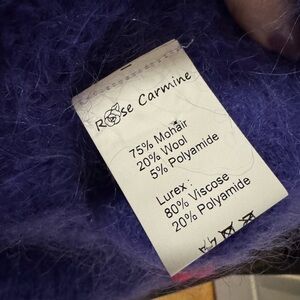 Rose Carmine
75% Mohair
20% Wool
5% Polyamide
Lurex:
80% Viscose
20% Polyamide